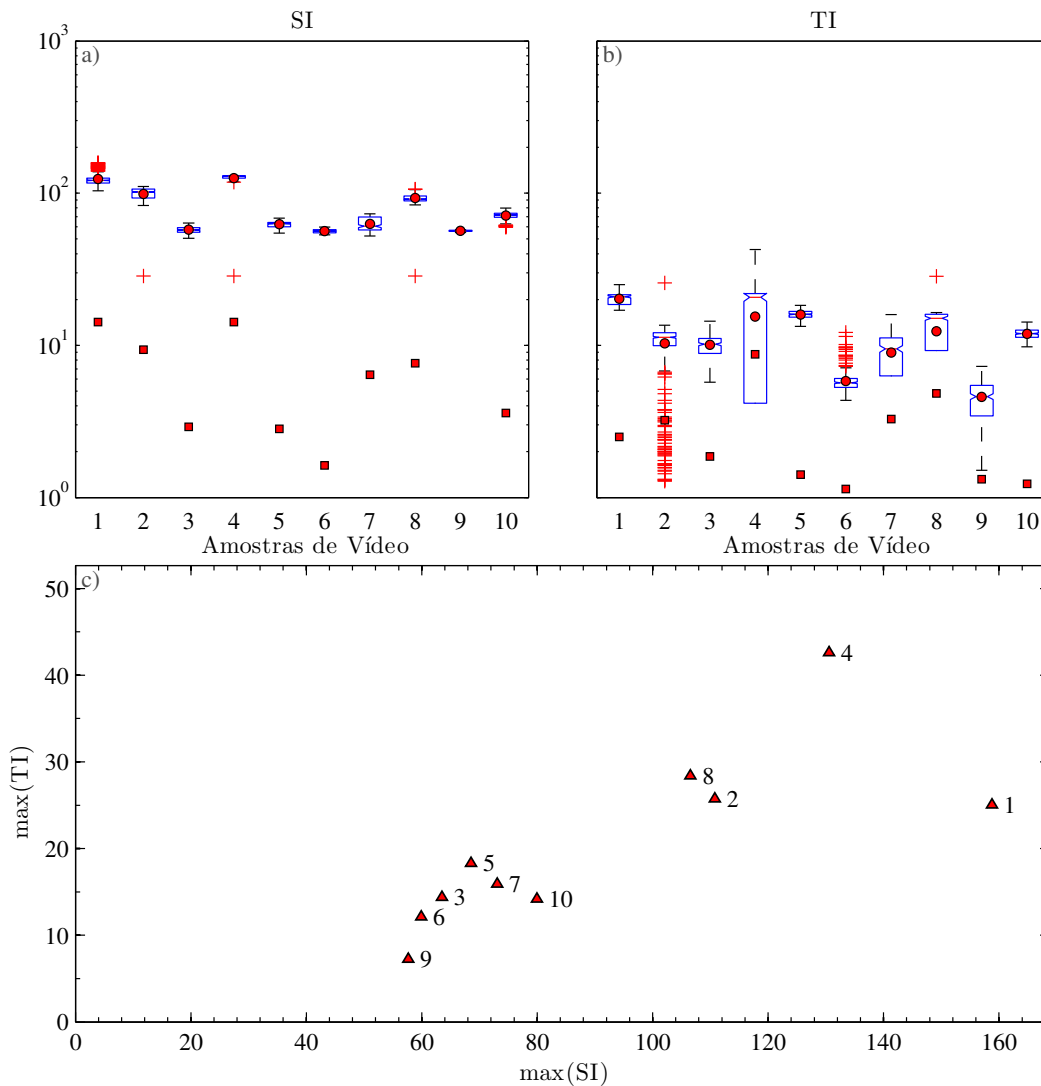 SI
TI
a)
b)
10^3
10^2
10^1
10^0
1 2 3 4 5 6 7 8 9 10
1 2 3 4 5 6 7 8 9 10
Amostras de Vídeo
Amostras de Vídeo
c)
50
40
30
20
10
0
max(TI)
4
8
2
1
5
7
3
10
6
9
0 20 40 60 80 100 120 140 160
max(SI)